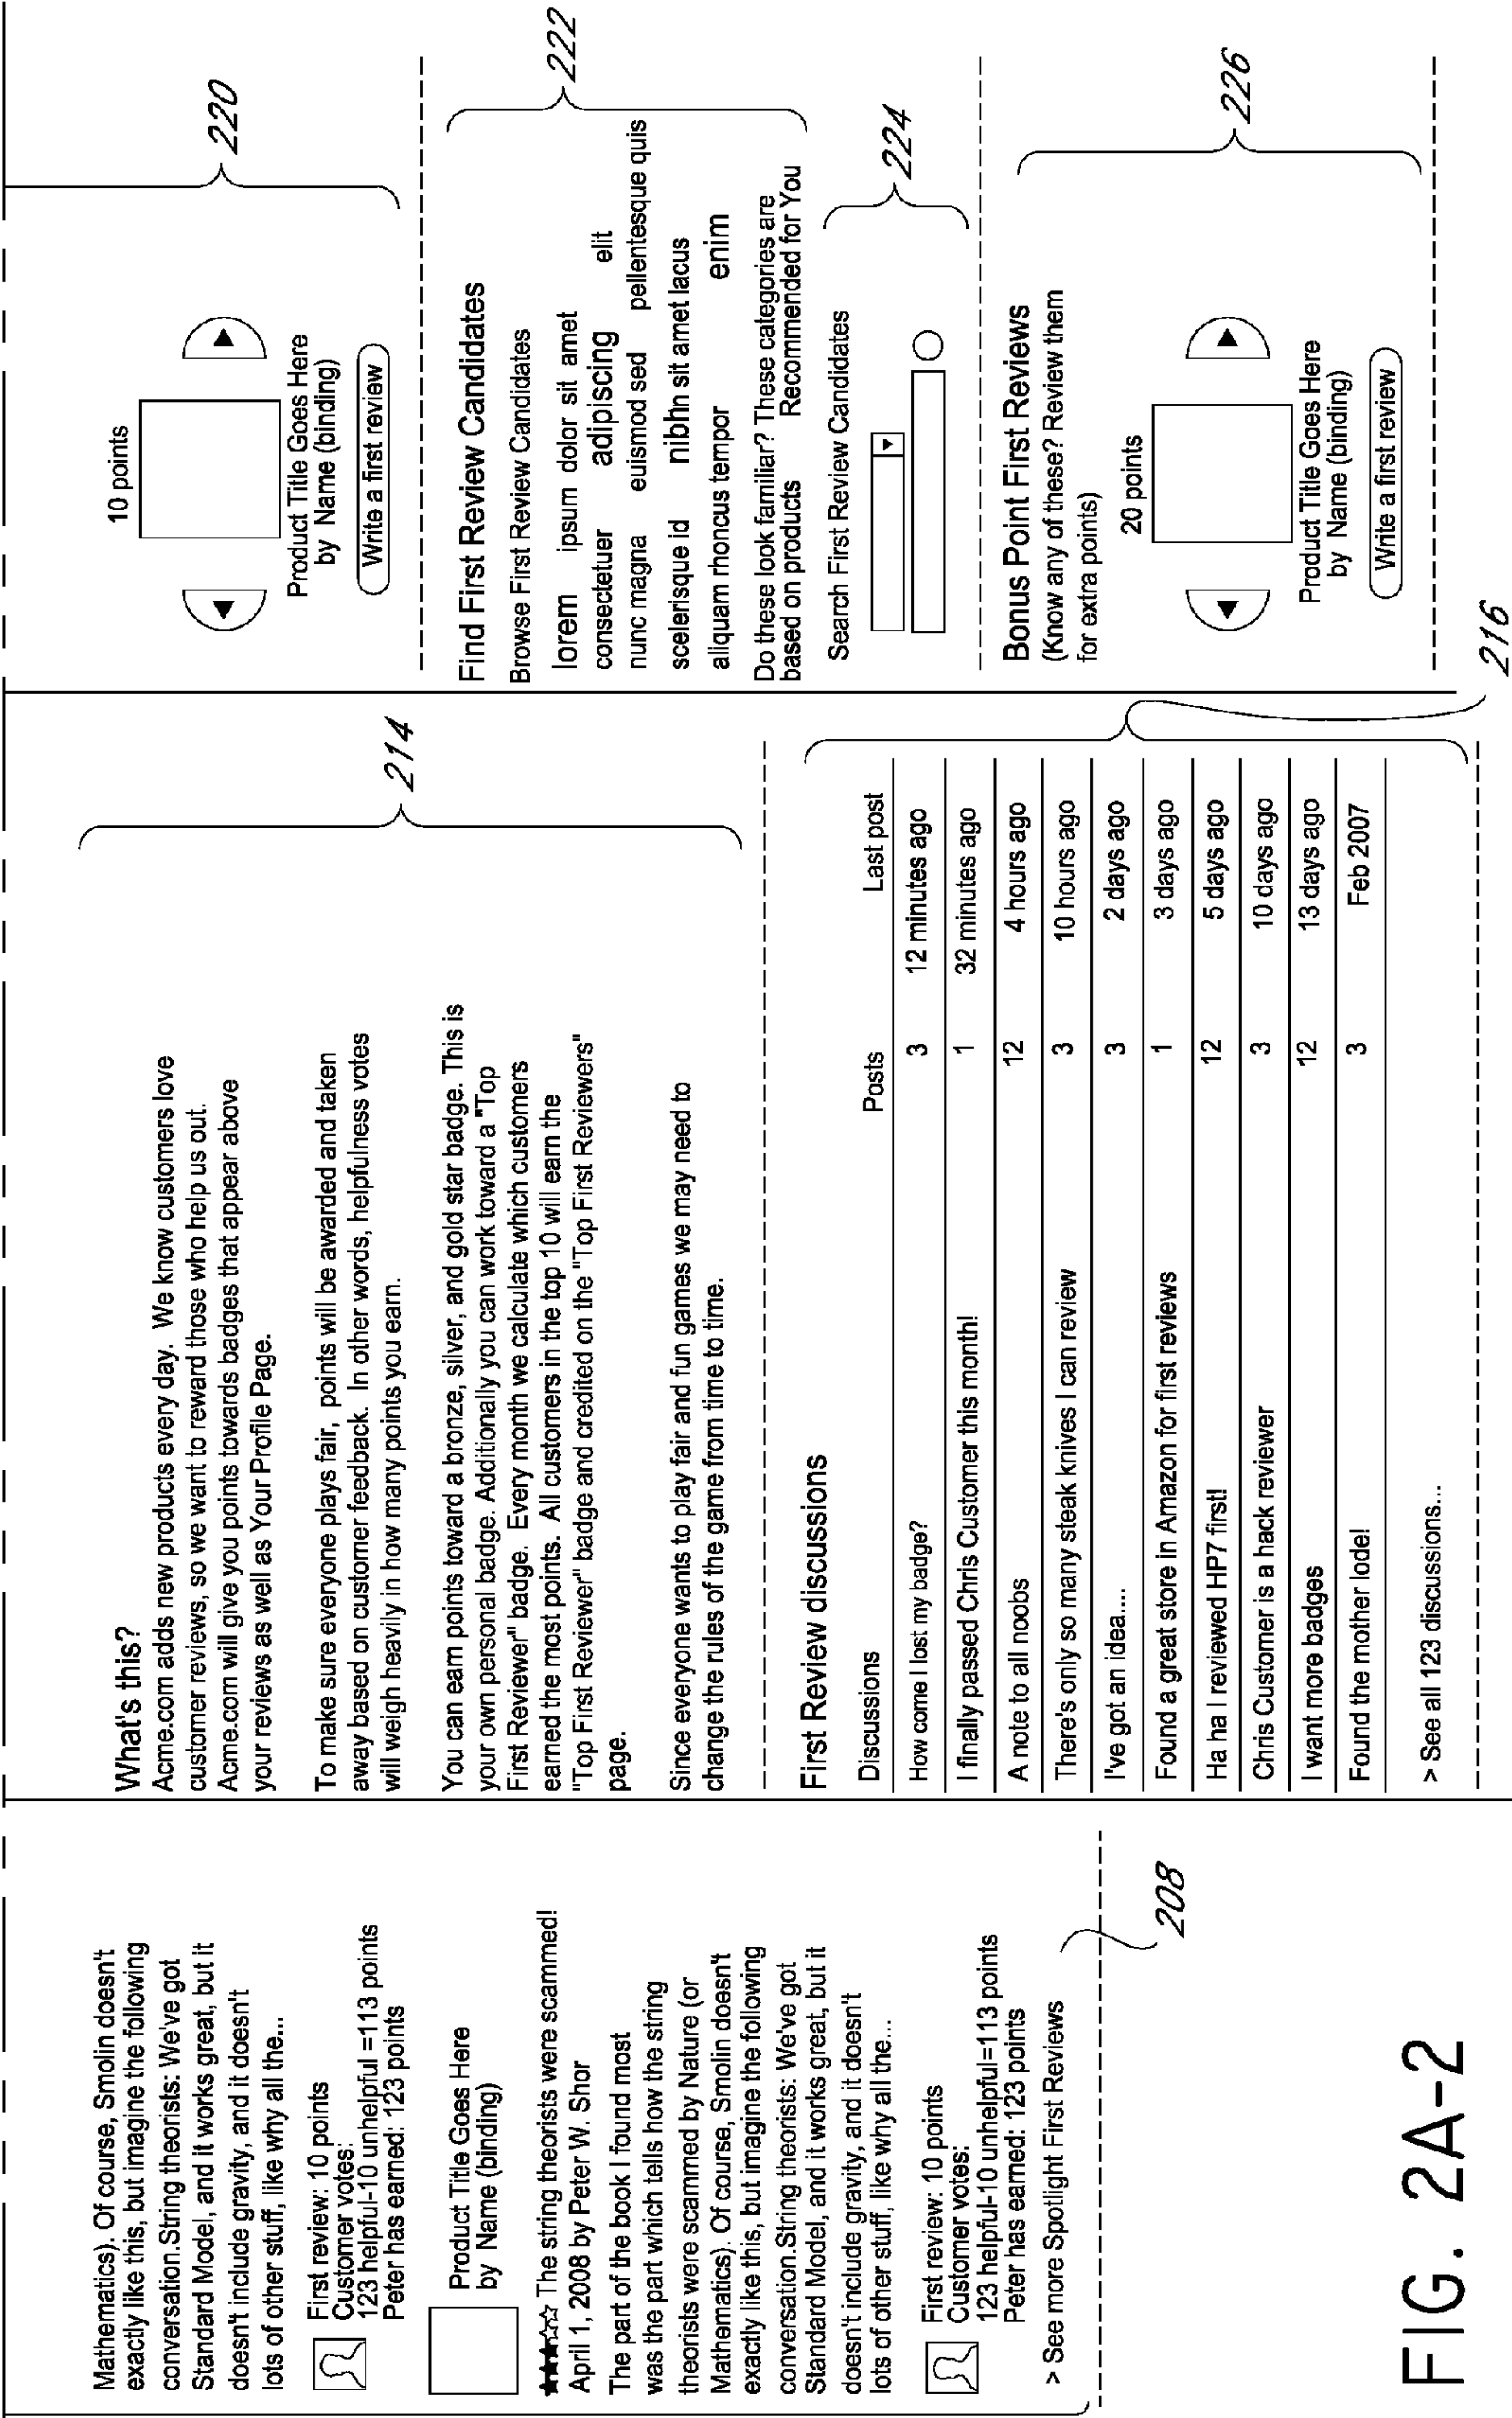 Mathematics). Of course, Smolin doesn't
exactly like this, but imagine the following
conversation.String theorists: We've got
Standard Model, and it works great, but it
doesn't include gravity, and it doesn't
lots of other stuff, like why all the...
First review: 10 points
Customer votes:
123 helpful-10 unhelpful =113 points
Peter has earned: 123 points
Product Title Goes Here
by Name (binding)
★★★☆☆ The string theorists were scammed!
April 1, 2008 by Peter W. Shor
The part of the book I found most
was the part which tells how the string
theorists were scammed by Nature (or
Mathematics). Of course, Smolin doesn't
exactly like this, but imagine the following
conversation.String theorists: We've got
Standard Model, and it works great, but it
doesn't include gravity, and it doesn't
lots of other stuff, like why all the...
First review: 10 points
Customer votes:
123 helpful-10 unhelpful=113 points
Peter has earned: 123 points
> See more Spotlight First Reviews
208
What's this?
Acme.com adds new products every day. We know customers love
customer reviews, so we want to reward those who help us out.
Acme.com will give you points towards badges that appear above
your reviews as well as Your Profile Page.
To make sure everyone plays fair, points will be awarded and taken
away based on customer feedback. In other words, helpfulness votes
will weigh heavily in how many points you earn.
You can earn points toward a bronze, silver, and gold star badge. This is
your own personal badge. Additionally you can work toward a "Top
First Reviewer" badge. Every month we calculate which customers
earned the most points. All customers in the top 10 will earn the
"Top First Reviewer" badge and credited on the "Top First Reviewers"
page.
Since everyone wants to play fair and fun games we may need to
change the rules of the game from time to time.
214
First Review discussions
Discussions Posts Last post
How come I lost my badge? 3 12 minutes ago
I finally passed Chris Customer this month! 1 32 minutes ago
A note to all noobs 12 4 hours ago
There's only so many steak knives I can review 3 10 hours ago
I've got an idea.... 3 2 days ago
Found a great store in Amazon for first reviews 1 3 days ago
Ha ha I reviewed HP7 first! 12 5 days ago
Chris Customer is a hack reviewer 3 10 days ago
I want more badges 12 13 days ago
Found the mother lode! 3 Feb 2007
> See all 123 discussions...
216
10 points
Product Title Goes Here
by Name (binding)
Write a first review
220
Find First Review Candidates
Browse First Review Candidates
lorem ipsum dolor sit amet
consectetuer adipiscing elit
nunc magna euismod sed pellentesque quis
scelerisque id nibhn sit amet lacus
aliquam rhoncus tempor enim
Do these look familiar? These categories are
based on products Recommended for You
222
Search First Review Candidates
224
Bonus Point First Reviews
(Know any of these? Review them
for extra points)
20 points
Product Title Goes Here
by Name (binding)
Write a first review
226
FIG. 2A-2